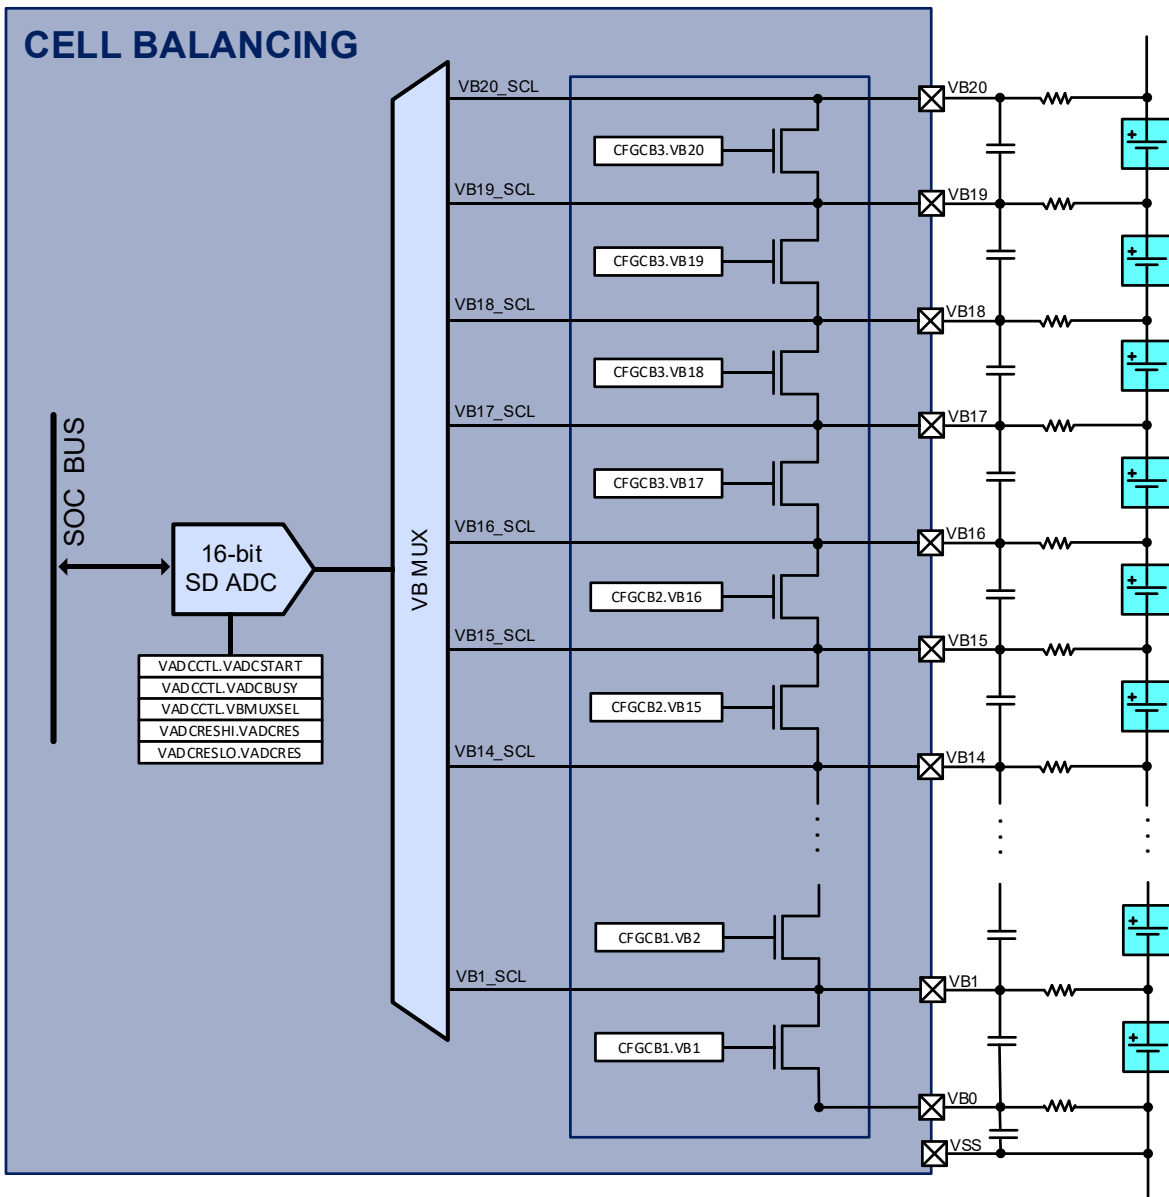 CELL BALANCING
VB20_SCL
VB20
CFGCB3.VB20
VB19_SCL
VB19
CFGCB3.VB19
VB18_SCL
VB18
CFGCB3.VB18
VB17_SCL
VB17
CFGCB3.VB17
SOC BUS
VB MUX
VB16_SCL
VB16
16-bit
SD ADC
CFGCB2.VB16
VB15_SCL
VB15
VADCCTL.VADCSTART
VADCCTL.VADCBUSY
VADCCTL.VBMUXSEL
VADCRESHI.VADCRES
VADCRESLO.VADCRES
CFGCB2.VB15
VB14_SCL
VB14
CFGCB1.VB2
VB1_SCL
VB1
CFGCB1.VB1
VB0
VSS